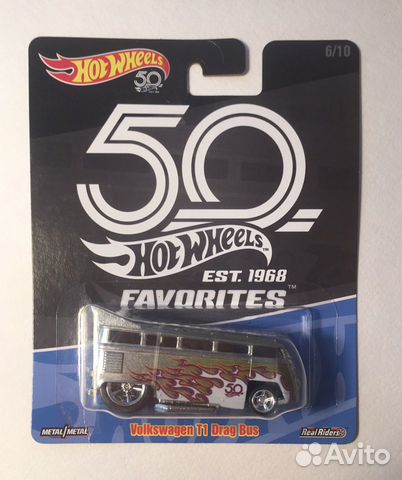 Hot Wheels
50
6/10
50
Hot Wheels
EST. 1968
FAVORITES™
50
Volkswagen T1 Drag Bus
METAL/METAL
Real Riders
Avito